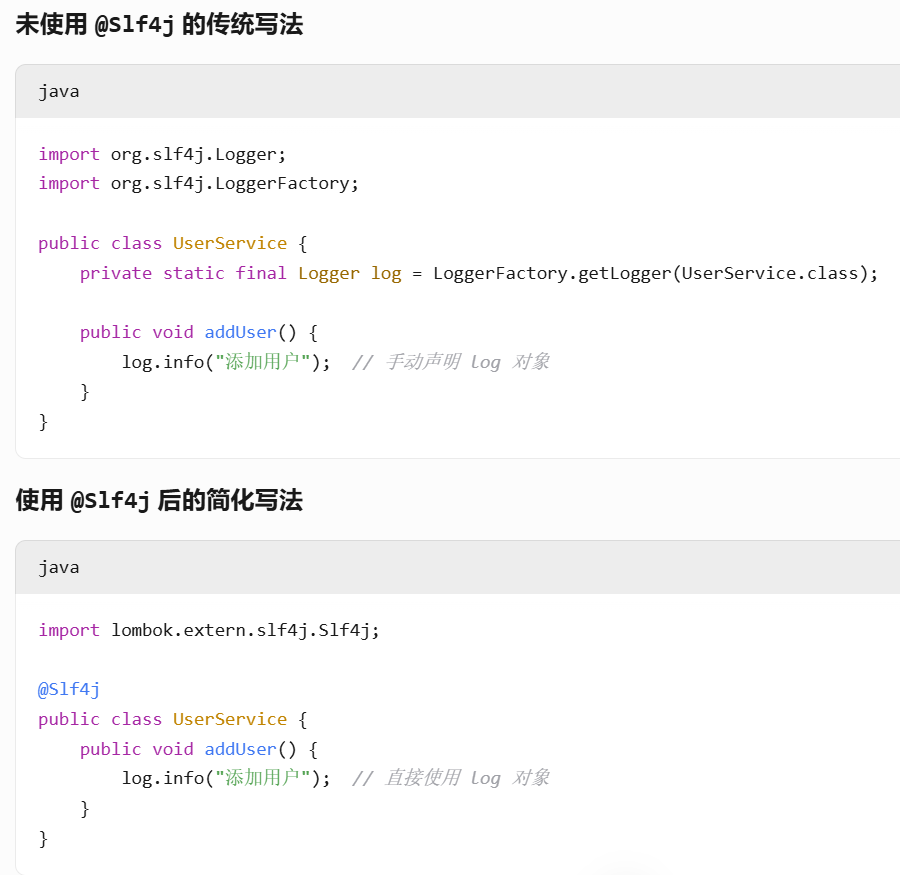 未使用 @Slf4j 的传统写法
java
import org.slf4j.Logger;
import org.slf4j.LoggerFactory;
public class UserService {
    private static final Logger log = LoggerFactory.getLogger(UserService.class);
    public void addUser() {
        log.info("添加用户");  // 手动声明 log 对象
    }
}
使用 @Slf4j 后的简化写法
java
import lombok.extern.slf4j.Slf4j;
@Slf4j
public class UserService {
    public void addUser() {
        log.info("添加用户");  // 直接使用 log 对象
    }
}